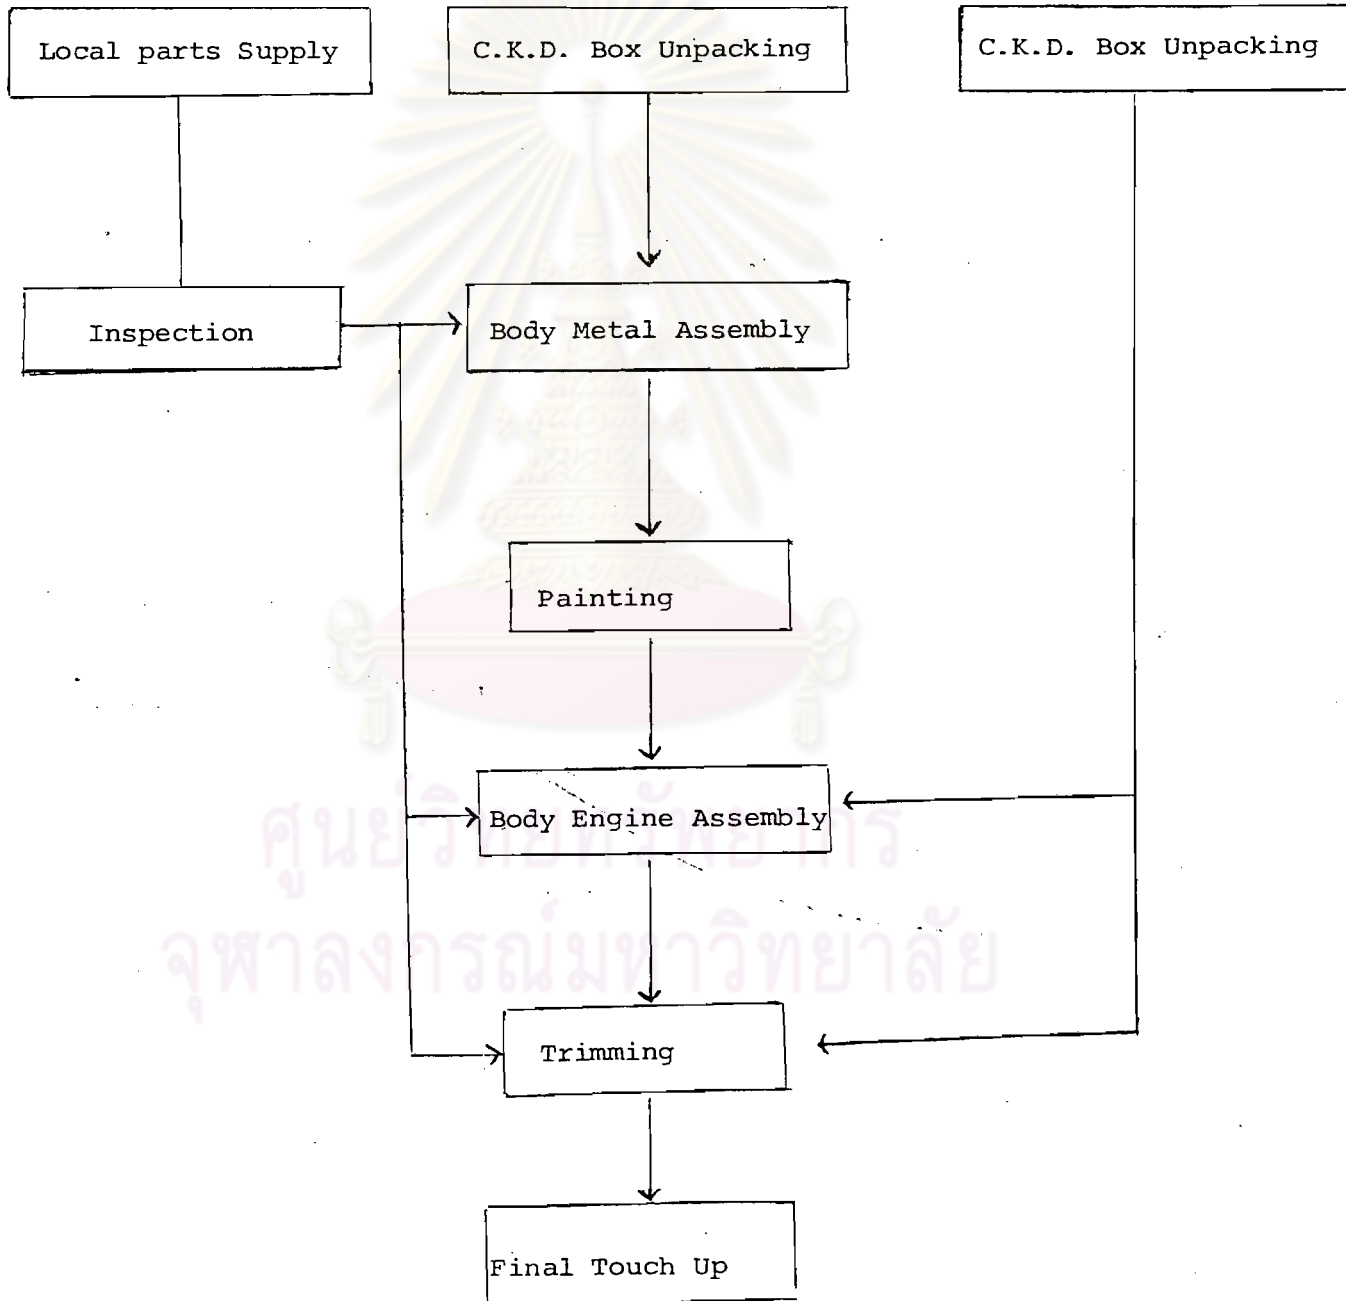 Local parts Supply
C.K.D. Box Unpacking
C.K.D. Box Unpacking
Inspection
Body Metal Assembly
Painting
Body Engine Assembly
Trimming
Final Touch Up
ศูนย์วิทยทรัพยากร
จุฬาลงกรณ์มหาวิทยาลัย